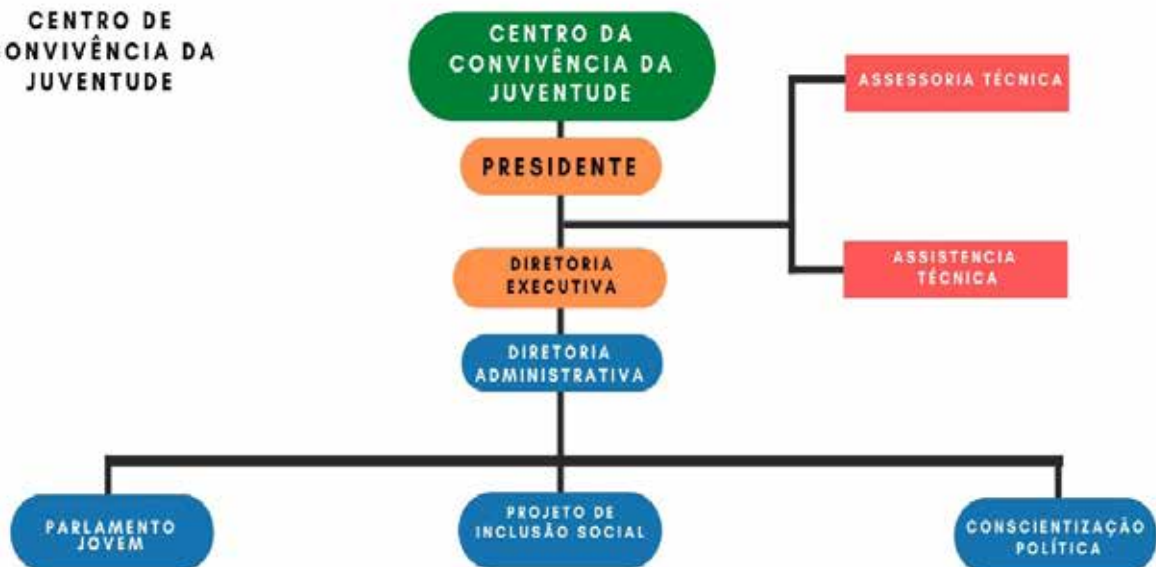 CENTRO DE
ONVIVÊNCIA DA
JUVENTUDE
CENTRO DA
CONVIVÊNCIA DA
JUVENTUDE
ASSESSORIA TÉCNICA
PRESIDENTE
ASSISTENCIA
TÉCNICA
DIRETORIA
EXECUTIVA
DIRETORIA
ADMINISTRATIVA
PARLAMENTO
JOVEM
PROJETO DE
INCLUSÃO SOCIAL
CONSCIENTIZAÇÃO
POLÍTICA